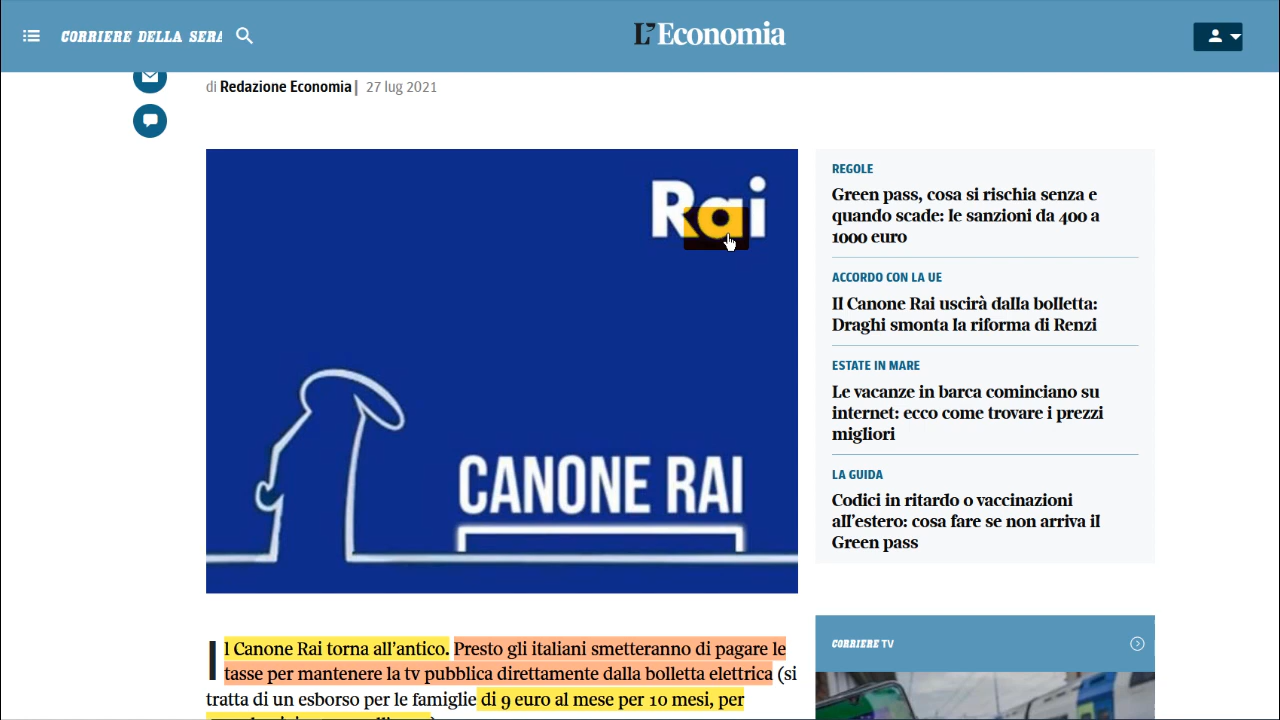 CORRIERE DELLA SERA
L'Economia
di Redazione Economia | 27 lug 2021
Rai
CANONE RAI
Il Canone Rai torna all'antico. Presto gli italiani smetteranno di pagare le
tasse per mantenere la tv pubblica direttamente dalla bolletta elettrica (si
tratta di un esborso per le famiglie di 9 euro al mese per 10 mesi, per
REGOLE
Green pass, cosa si rischia senza e
quando scade: le sanzioni da 400 a
1000 euro
ACCORDO CON LA UE
Il Canone Rai uscirà dalla bolletta:
Draghi smonta la riforma di Renzi
ESTATE IN MARE
Le vacanze in barca cominciano su
internet: ecco come trovare i prezzi
migliori
LA GUIDA
Codici in ritardo o vaccinazioni
all'estero: cosa fare se non arriva il
Green pass
CORRIERE TV